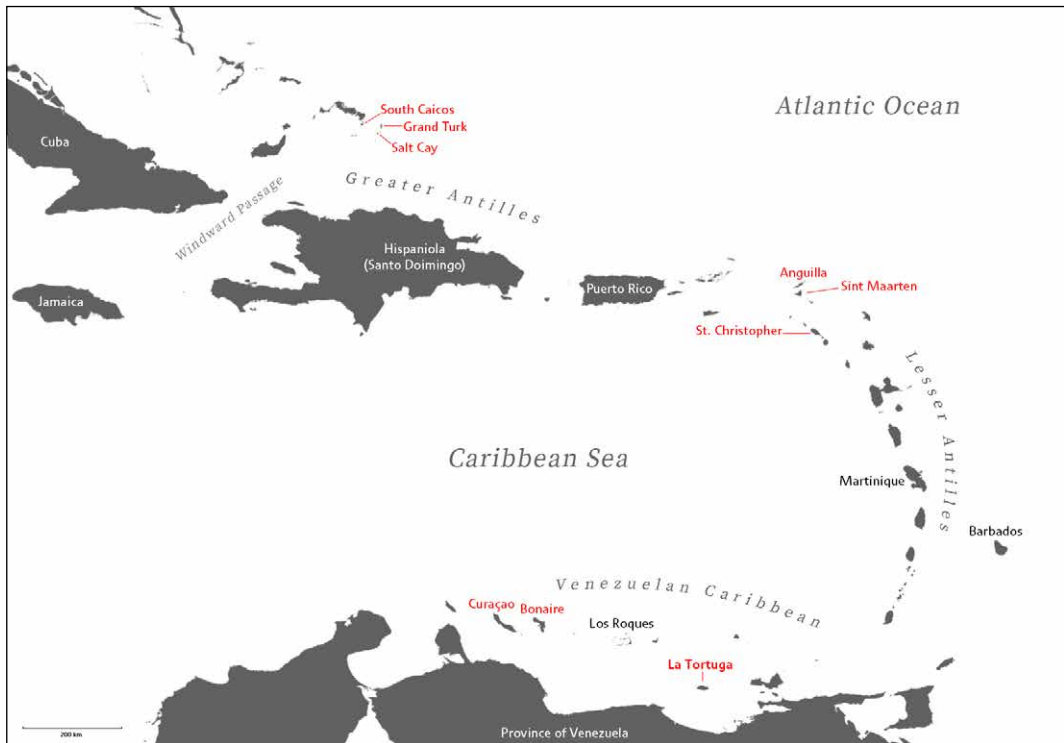 South Caicos
Atlantic Ocean
Grand Turk
Cuba
Salt Cay
Greater Antilles
Windward Passage
Hispaniola
(Santo Doimingo)
Anguilla
Puerto Rico
Sint Maarten
Jamaica
St. Christopher
Lesser Antilles
Caribbean Sea
Martinique
Barbados
Venezuelan Caribbean
Curaçao
Bonaire
Los Roques
La Tortuga
200 km
Province of Venezuela